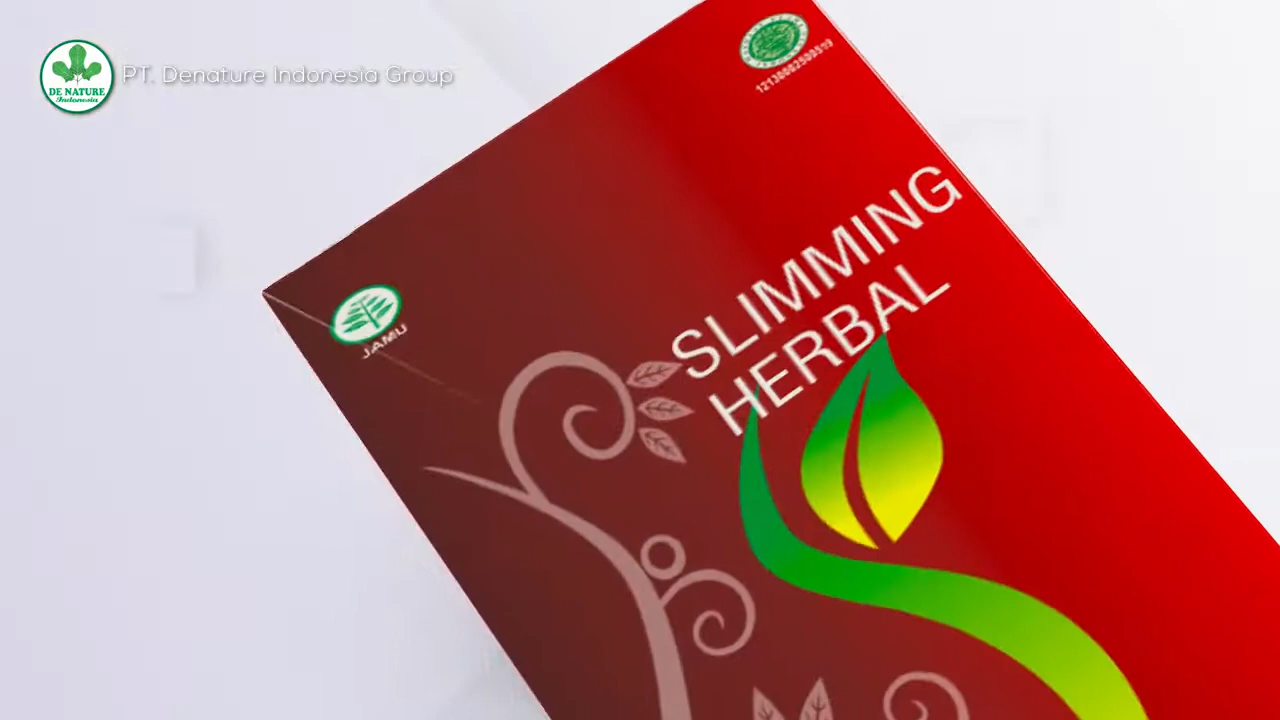 DE NATURE
Indonesia
PT. Denature Indonesia Group
SLIMMING
HERBAL
JAMU